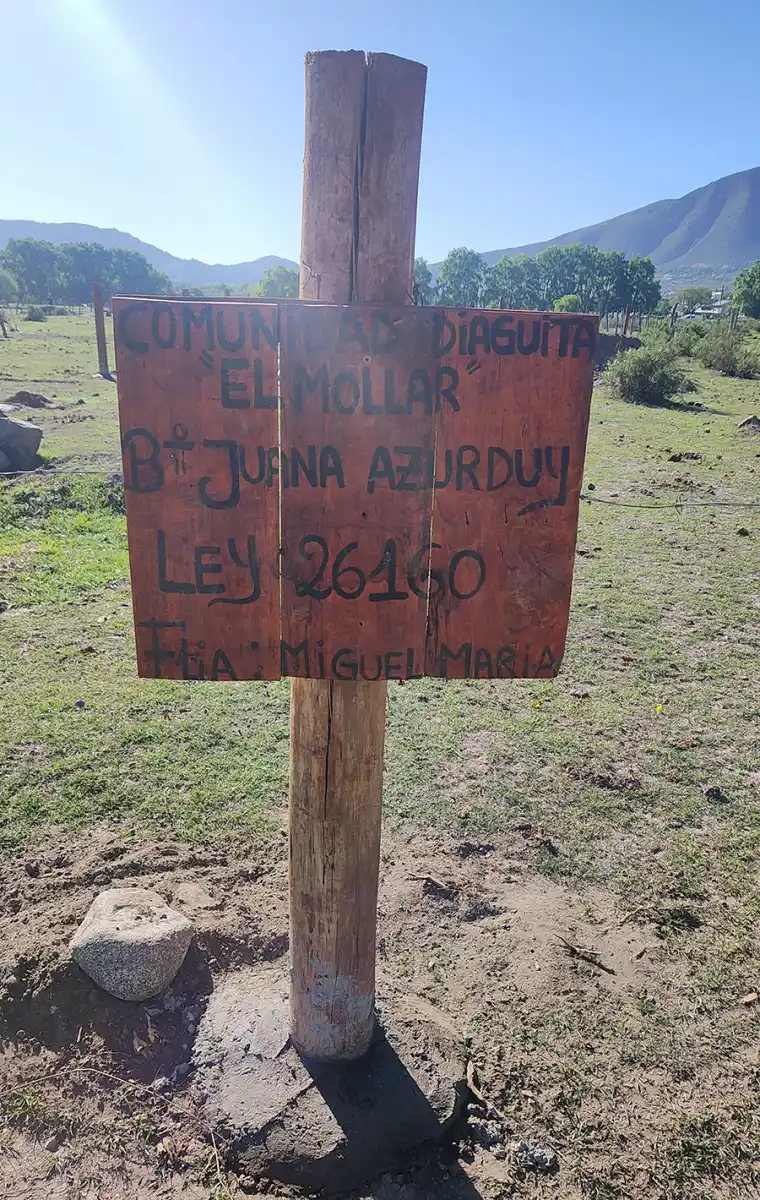 COMUNIDAD DIAGUITA
"EL MOLLAR"
Bº JUANA AZURDUY
LEY 26160
FLIA: MIGUEL MARIA